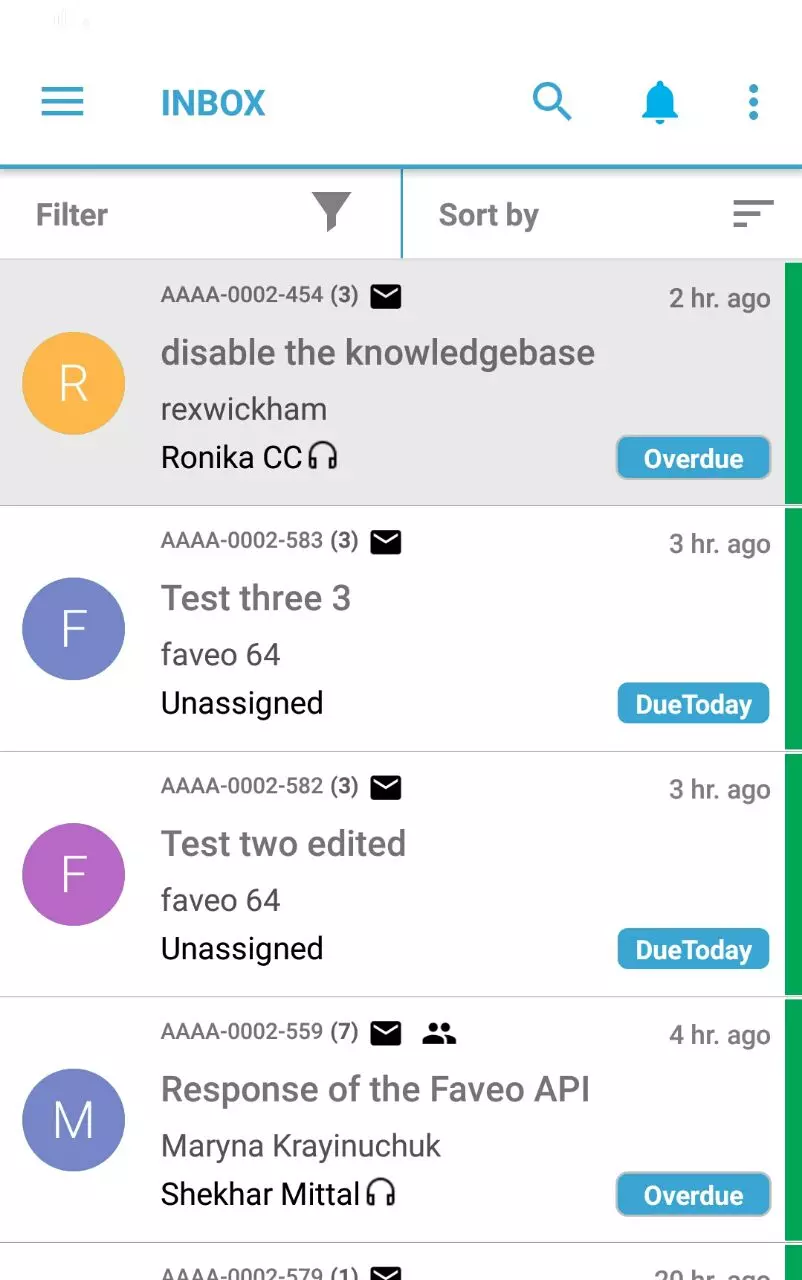 INBOX
Filter
Sort by
AAAA-0002-454 (3)
2 hr. ago
R
disable the knowledgebase
rexwickham
Ronika CC
Overdue
AAAA-0002-583 (3)
3 hr. ago
F
Test three 3
faveo 64
Unassigned
DueToday
AAAA-0002-582 (3)
3 hr. ago
F
Test two edited
faveo 64
Unassigned
DueToday
AAAA-0002-559 (7)
4 hr. ago
M
Response of the Faveo API
Maryna Krayinuchuk
Shekhar Mittal
Overdue
AAAA-0002-579 (1)
20 hr. ago